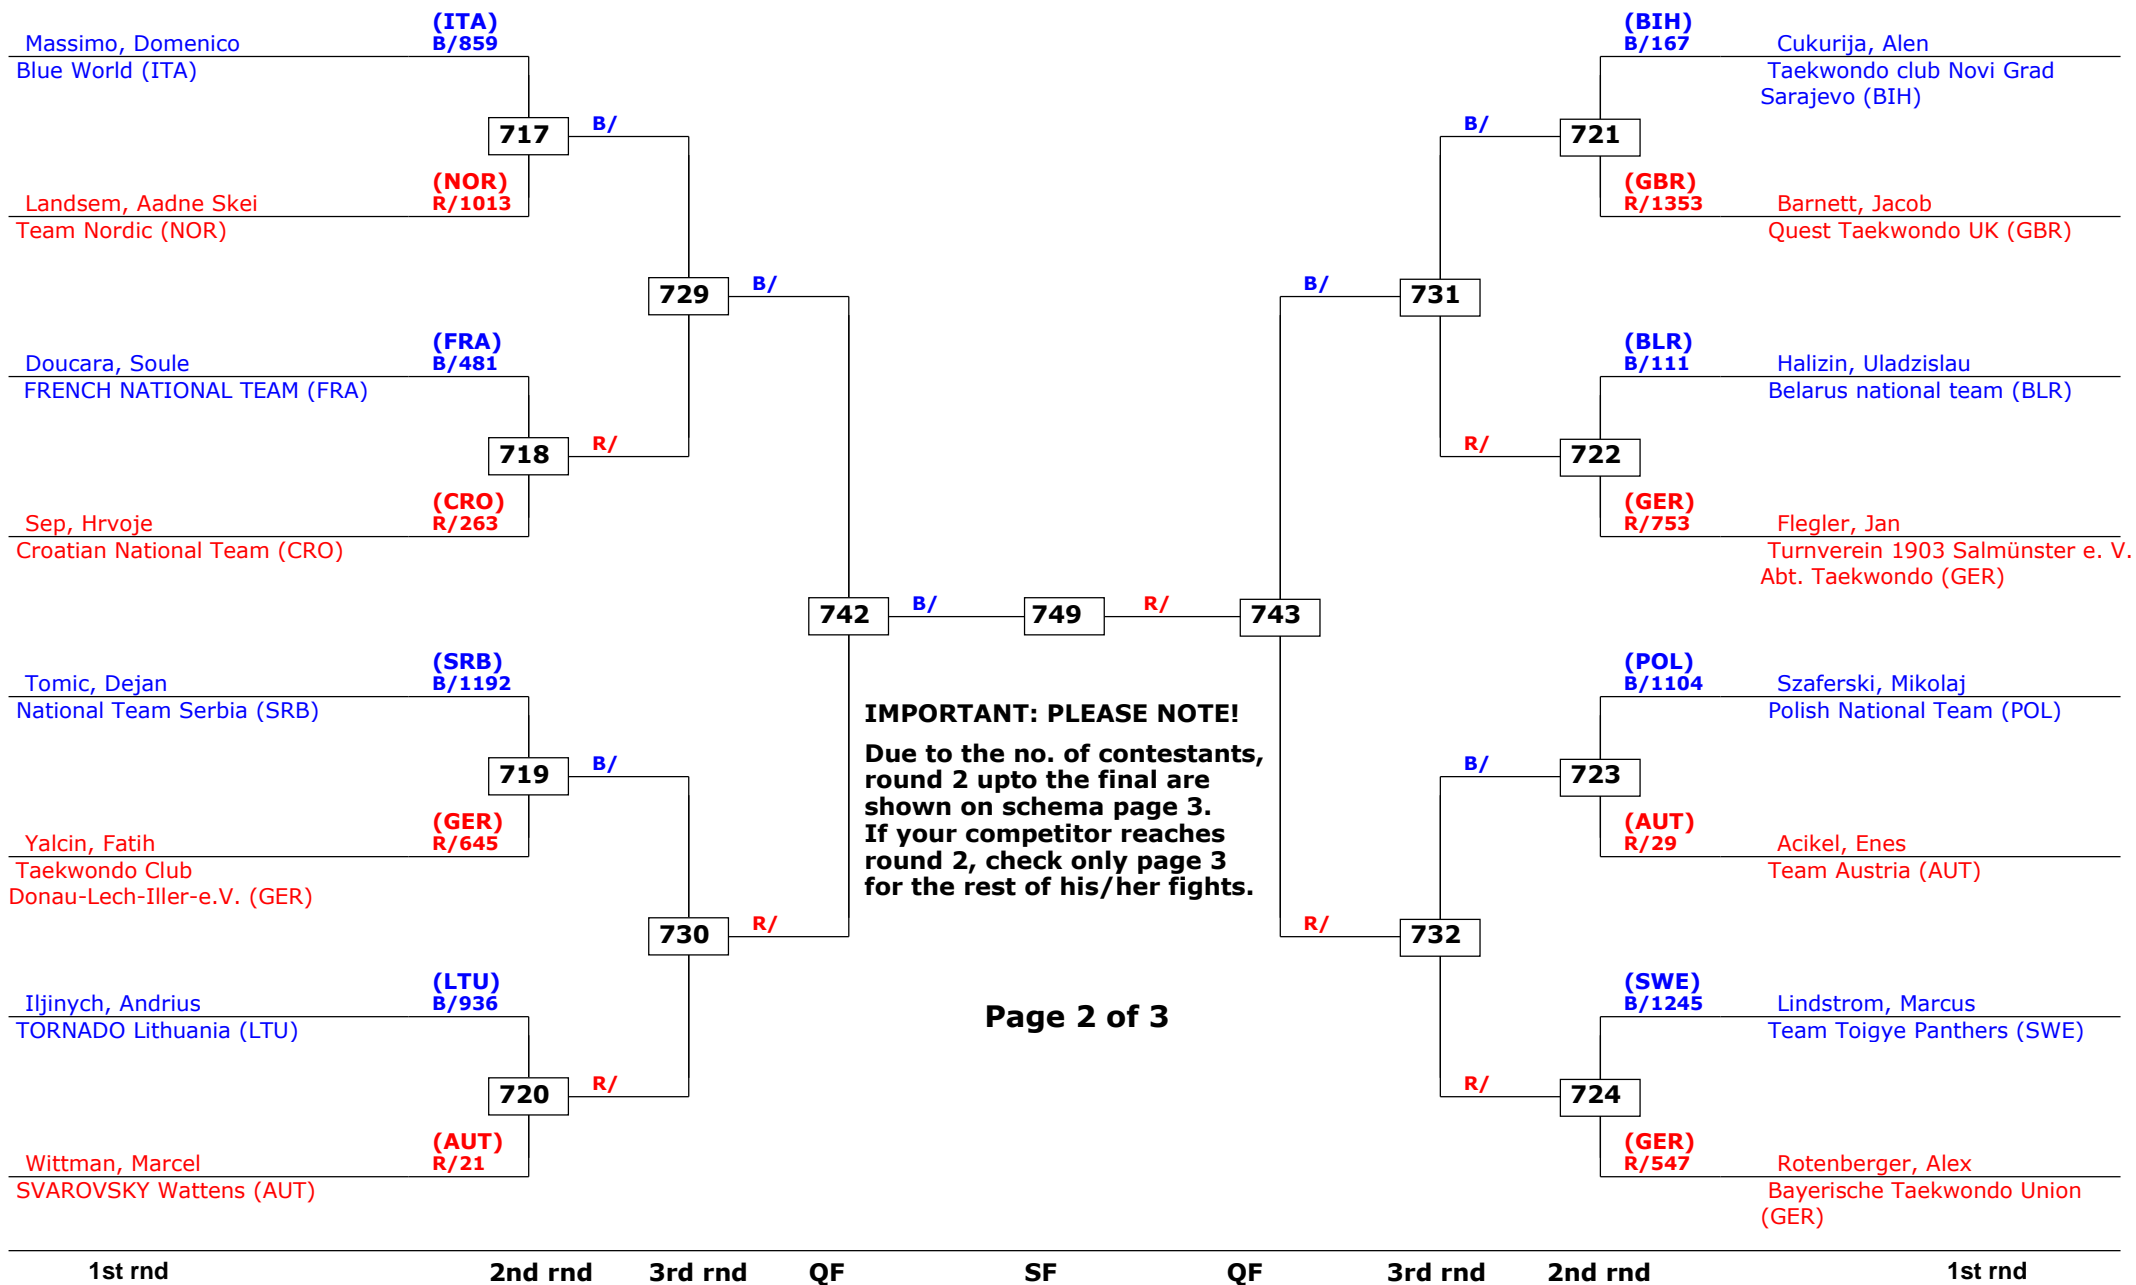 (ITA)
Massimo, Domenico B/859
Blue World (ITA)
717 B/
(NOR)
Landsem, Aadne Skei R/1013
Team Nordic (NOR)
729 B/
(FRA)
Doucara, Soule B/481
FRENCH NATIONAL TEAM (FRA)
718 R/
(CRO)
Sep, Hrvoje R/263
Croatian National Team (CRO)
742 B/
749
(SRB)
Tomic, Dejan B/1192
National Team Serbia (SRB)
719 B/
(GER)
Yalcin, Fatih R/645
Taekwondo Club
Donau-Lech-Iller-e.V. (GER)
730 R/
(LTU)
Iljinych, Andrius B/936
TORNADO Lithuania (LTU)
720 R/
(AUT)
Wittman, Marcel R/21
SVAROVSKY Wattens (AUT)
IMPORTANT: PLEASE NOTE!
Due to the no. of contestants,
round 2 upto the final are
shown on schema page 3.
If your competitor reaches
round 2, check only page 3
for the rest of his/her fights.
Page 2 of 3
(BIH)
B/167 Cukurija, Alen
Taekwondo club Novi Grad
Sarajevo (BIH)
B/ 721
(GBR)
R/1353 Barnett, Jacob
Quest Taekwondo UK (GBR)
B/ 731
(BLR)
B/111 Halizin, Uladzislau
Belarus national team (BLR)
R/ 722
(GER)
R/753 Flegler, Jan
Turnverein 1903 Salmünster e. V.
Abt. Taekwondo (GER)
R/ 743
(POL)
B/1104 Szaferski, Mikolaj
Polish National Team (POL)
B/ 723
(AUT)
R/29 Acikel, Enes
Team Austria (AUT)
R/ 732
(SWE)
B/1245 Lindstrom, Marcus
Team Toigye Panthers (SWE)
R/ 724
(GER)
R/547 Rotenberger, Alex
Bayerische Taekwondo Union
(GER)
1st rnd 2nd rnd 3rd rnd QF SF QF 3rd rnd 2nd rnd 1st rnd